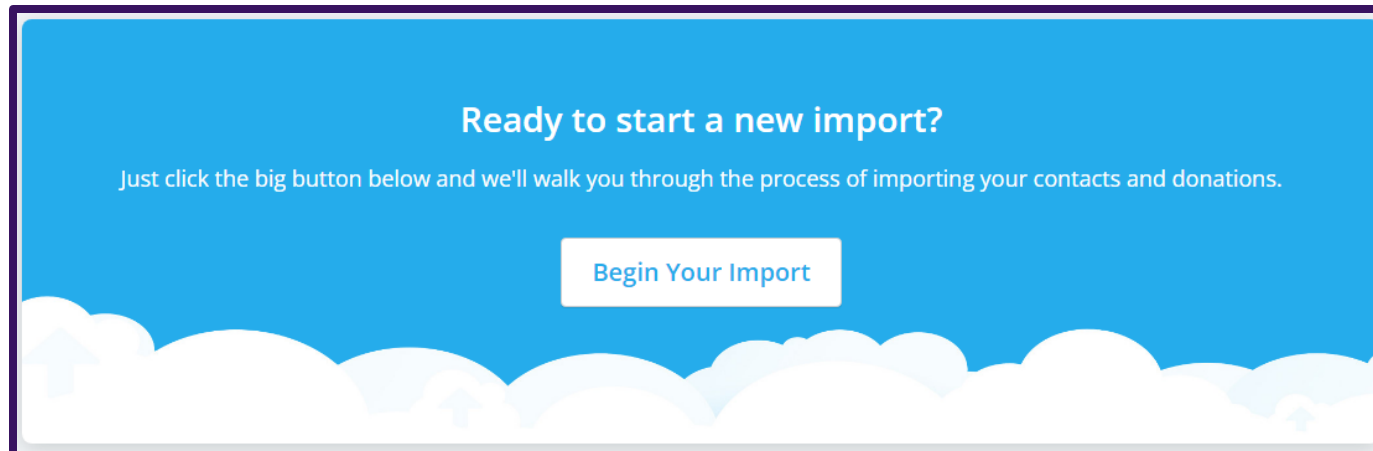 Ready to start a new import?
Just click the big button below and we'll walk you through the process of importing your contacts and donations.
Begin Your Import